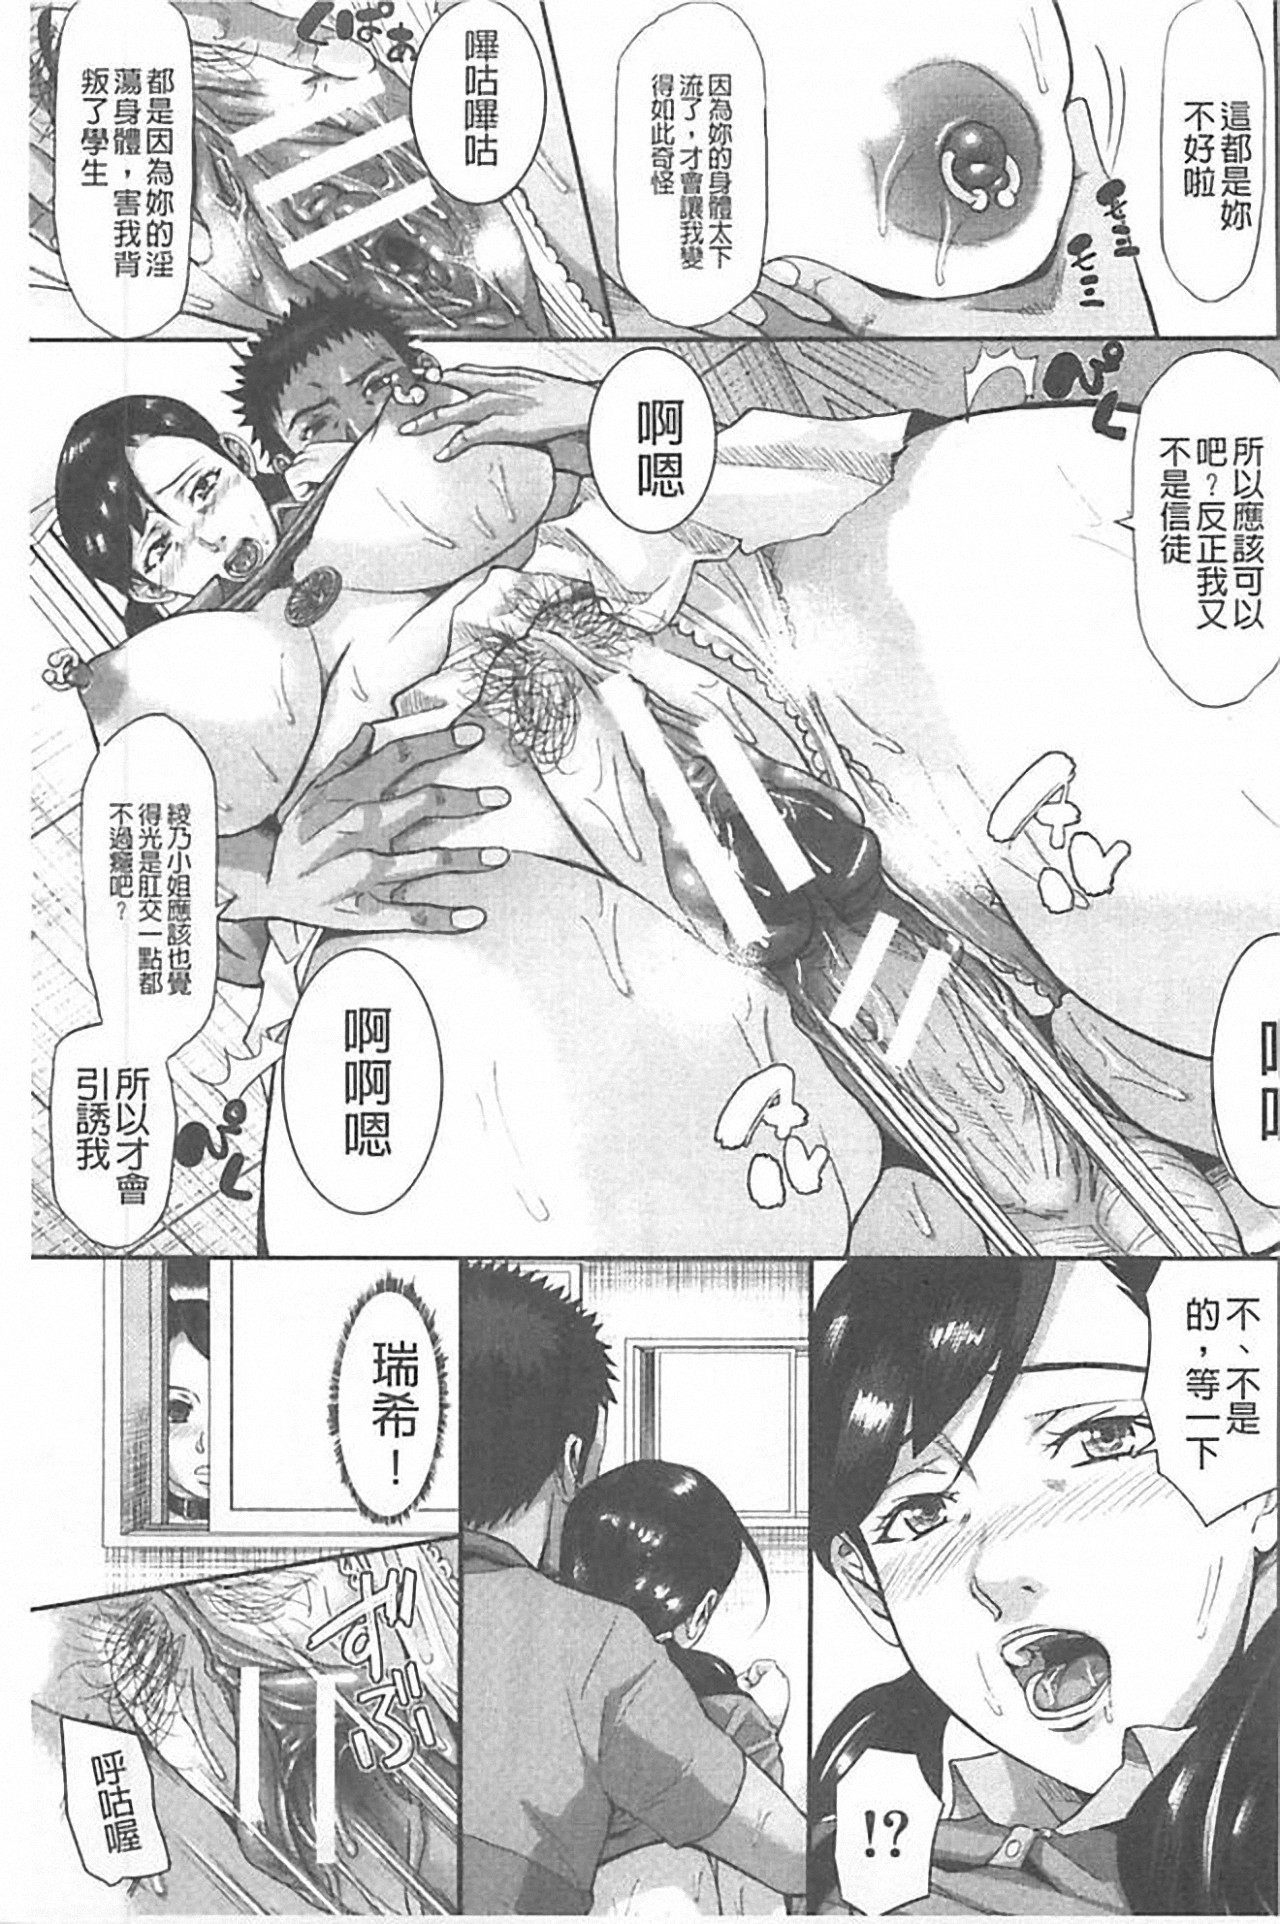 這都是妳
不好啦
因為妳的身體太下
流了，才會讓我變
得如此奇怪
嗶咕嗶咕
都是因為妳的淫
蕩身體，害我背
叛了學生
所以應該可以
吧？反正我又
不是信徒
啊嗯
綾乃小姐應該也覺
得光是肛交一點都
不過癮吧？
所以才會
引誘我
啊啊嗯
不、不是
的，等一下
!?
瑞希！
呼咕喔